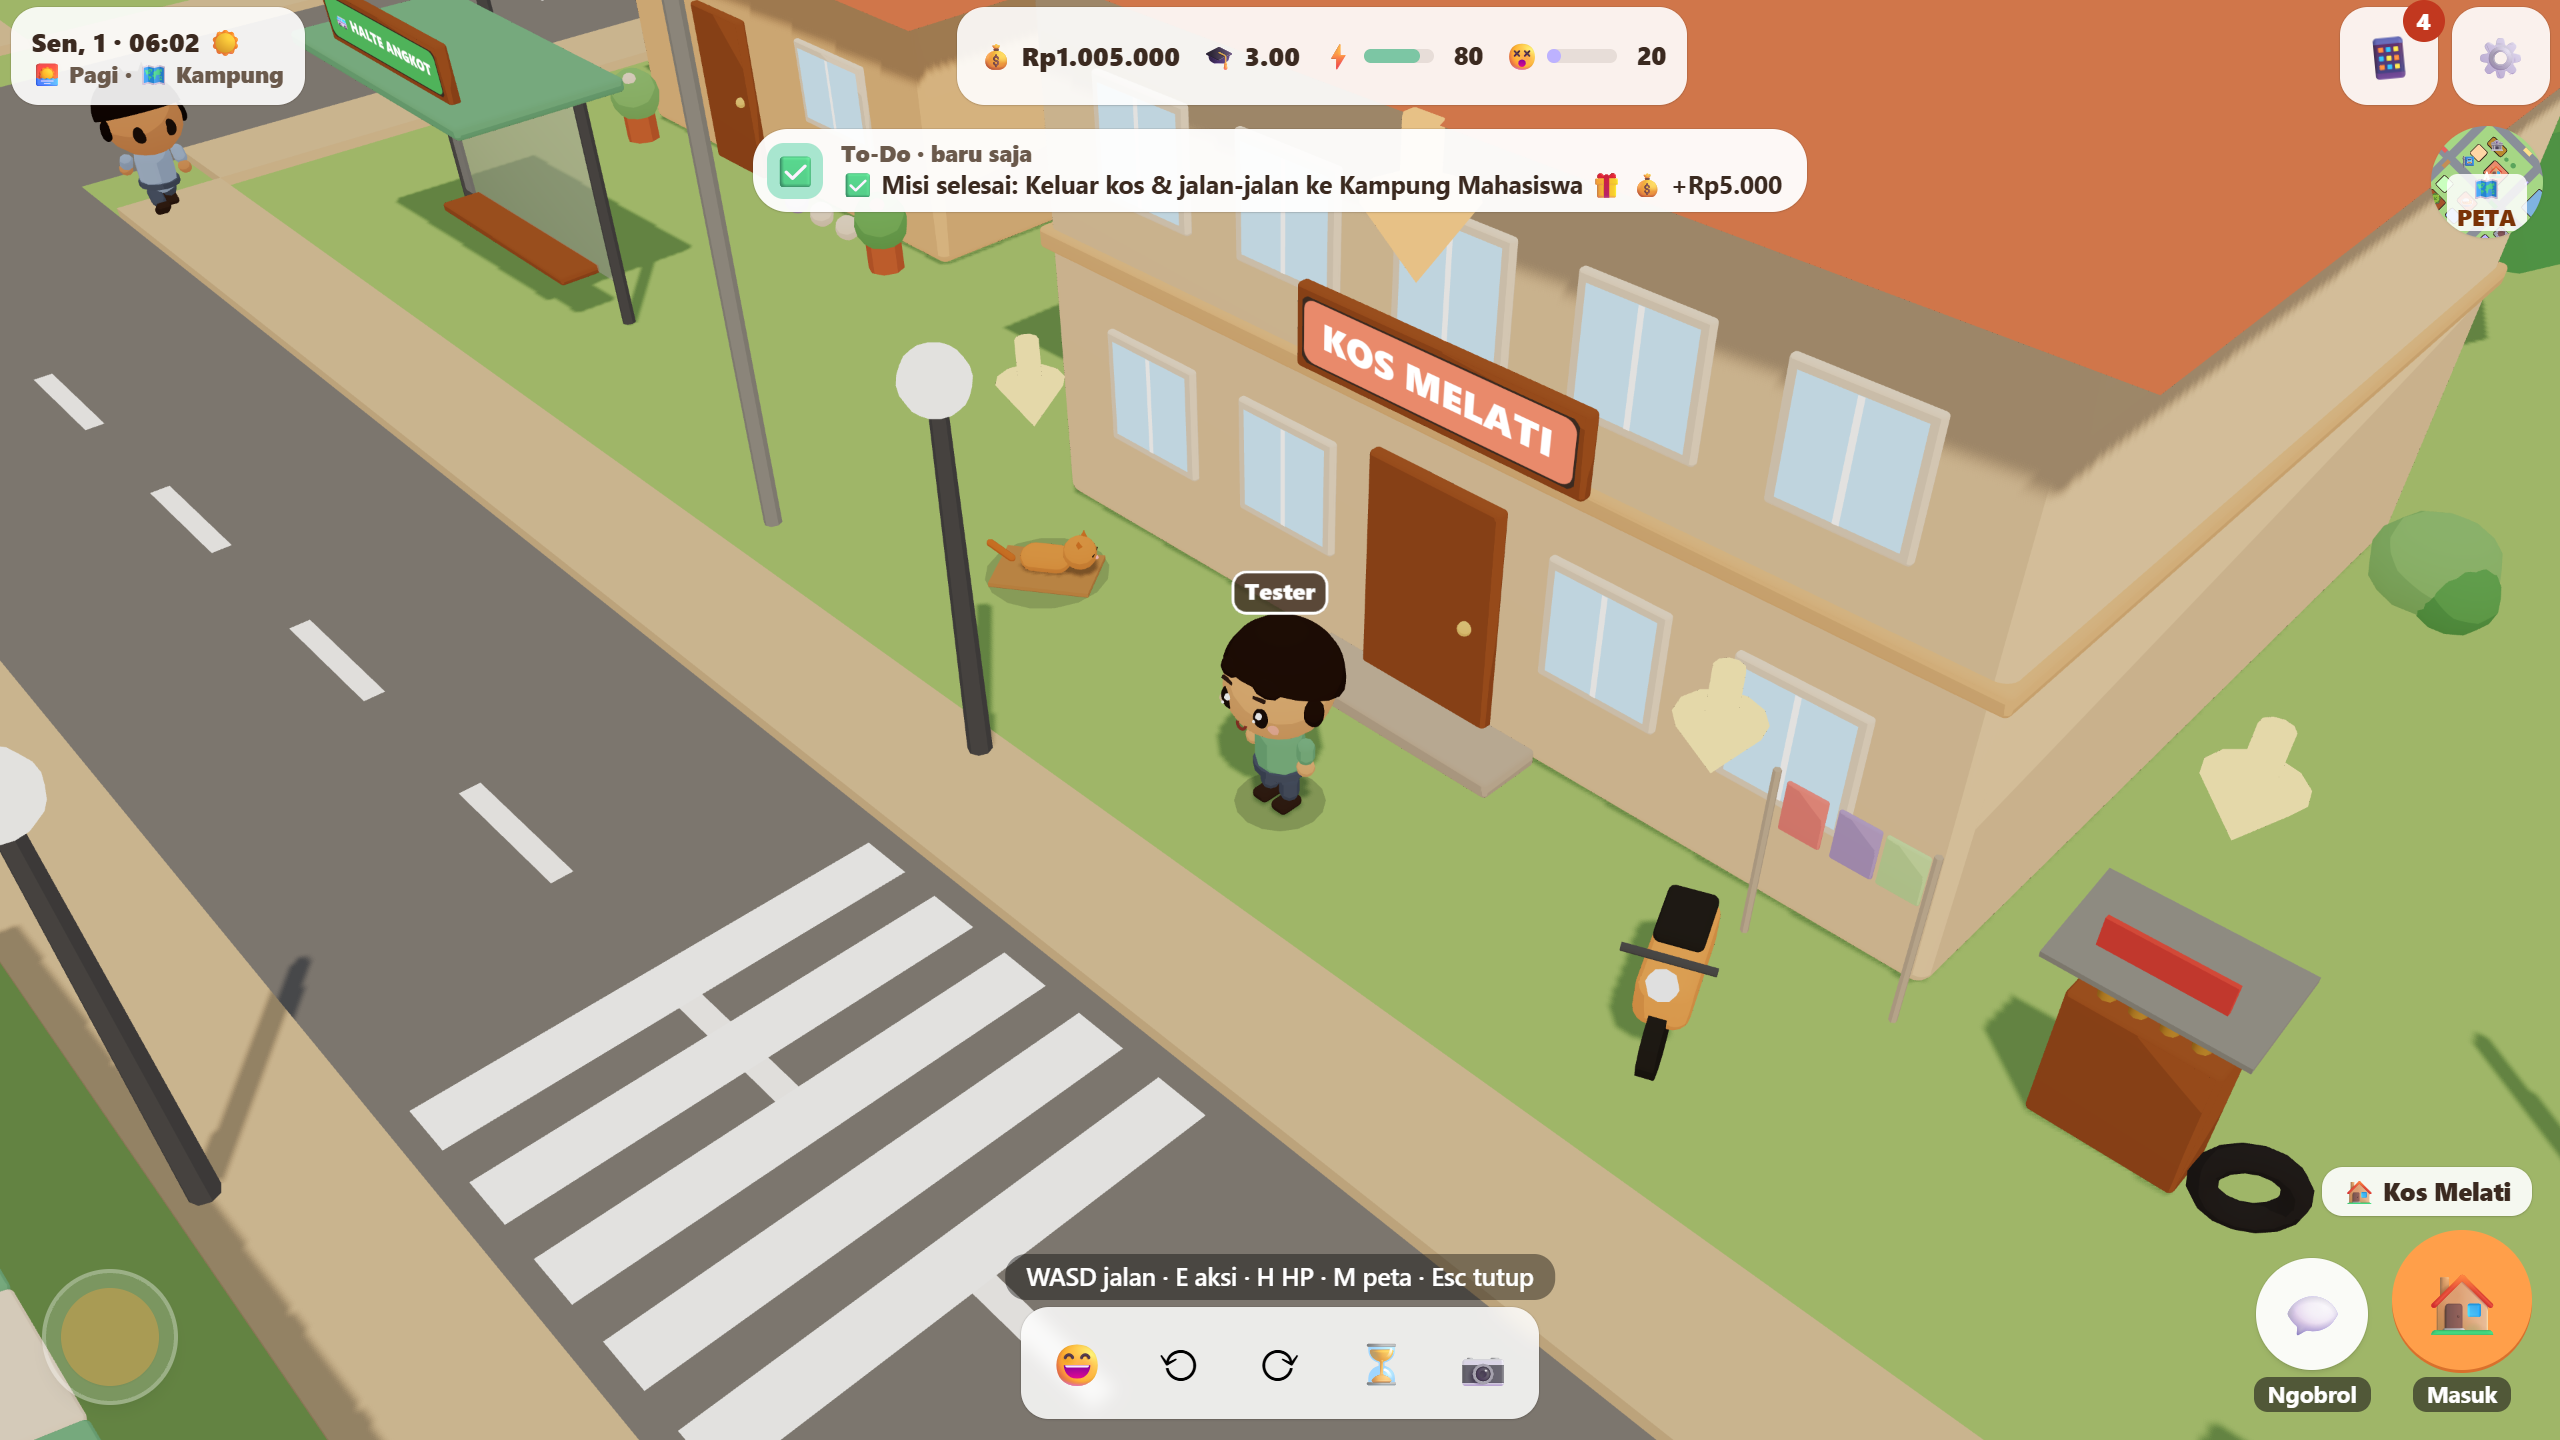 Sen, 1 · 06:02
Pagi · Kampung
HALTE ANGKOT
Rp1.005.000 3.00 80 20
4
To-Do · baru saja
Misi selesai: Keluar kos & jalan-jalan ke Kampung Mahasiswa +Rp5.000
PETA
KOS MELATI
Tester
Kos Melati
WASD jalan · E aksi · H HP · M peta · Esc tutup
Ngobrol
Masuk